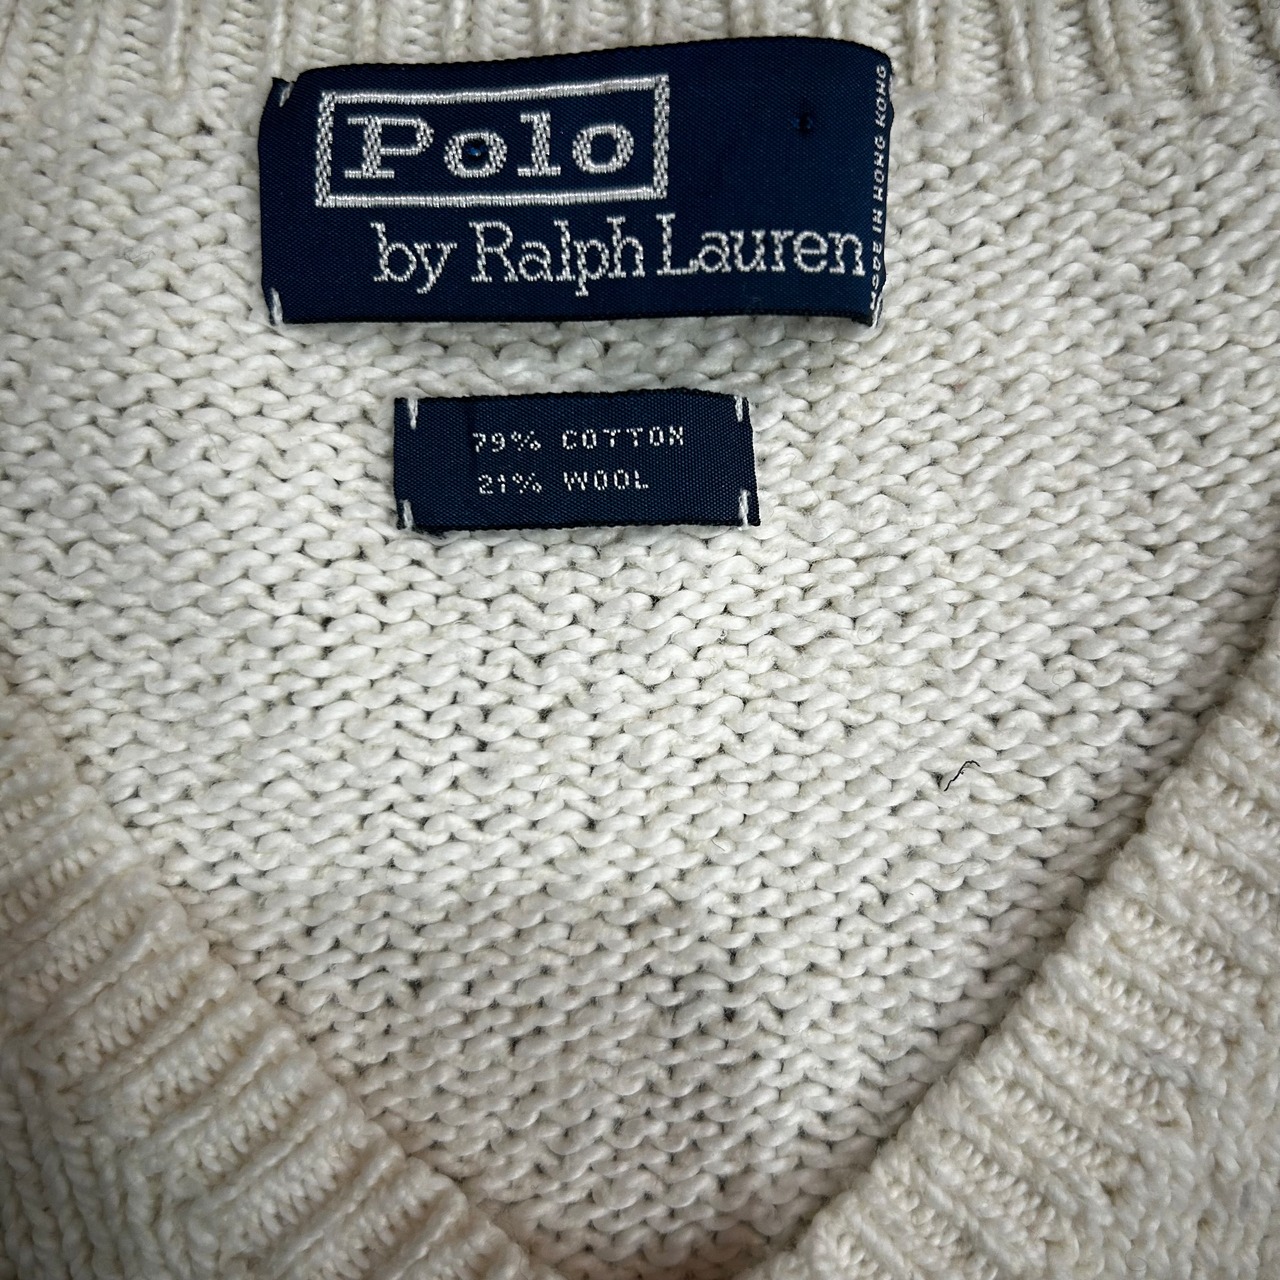 Polo
by Ralph Lauren
MADE IN HONG KONG
79% COTTON
21% WOOL